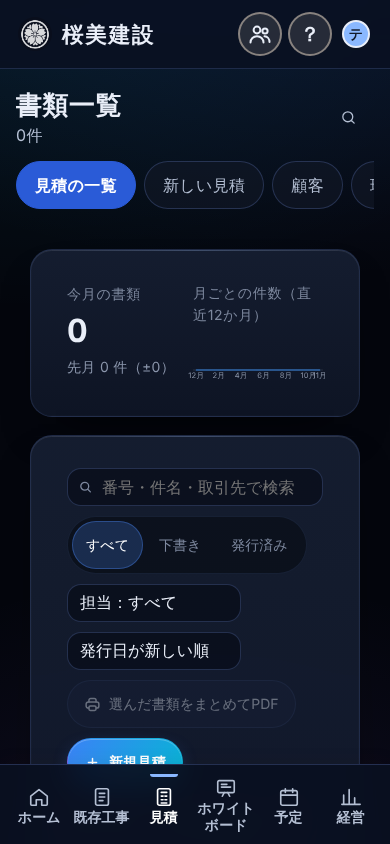 桜美建設
?
テ
書類一覧
0件
見積の一覧
新しい見積
顧客
今月の書類
0
先月 0 件（±0）
月ごとの件数（直
近12か月）
12月 2月 4月 6月 8月 10月 11月
番号・件名・取引先で検索
すべて
下書き
発行済み
担当：すべて
発行日が新しい順
選んだ書類をまとめてPDF
+ 新規見積
ホーム
既存工事
見積
ホワイト
ボード
予定
経営